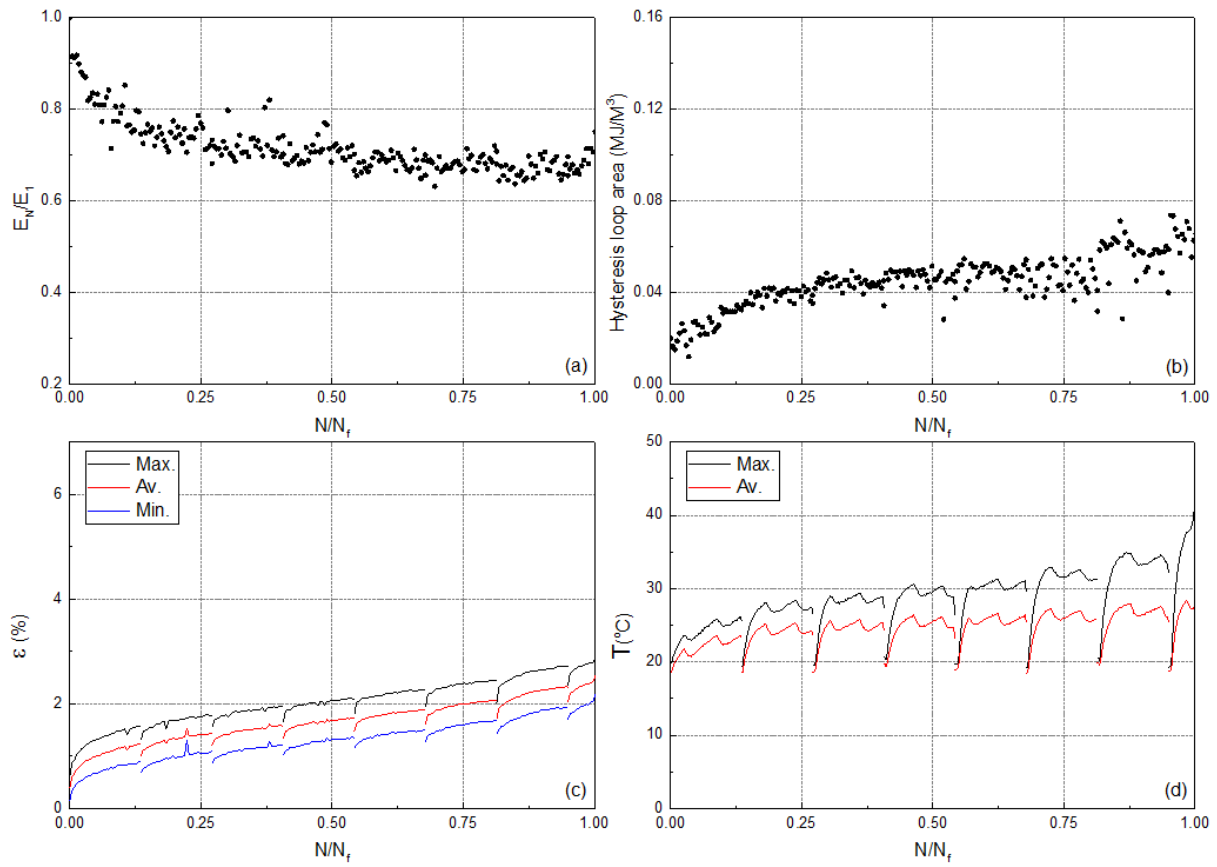 1.0
0.8
0.6
0.4
0.2
E_N/E_1
0.00
0.25
0.50
0.75
1.00
N/N_f
(a)
0.16
0.12
0.08
0.04
0.00
Hysteresis loop area (MJ/M³)
0.00
0.25
0.50
0.75
1.00
N/N_f
(b)
6
4
2
0
ε (%)
Max.
Av.
Min.
0.00
0.25
0.50
0.75
1.00
N/N_f
(c)
50
40
30
20
10
0
T(ºC)
Max.
Av.
0.00
0.25
0.50
0.75
1.00
N/N_f
(d)